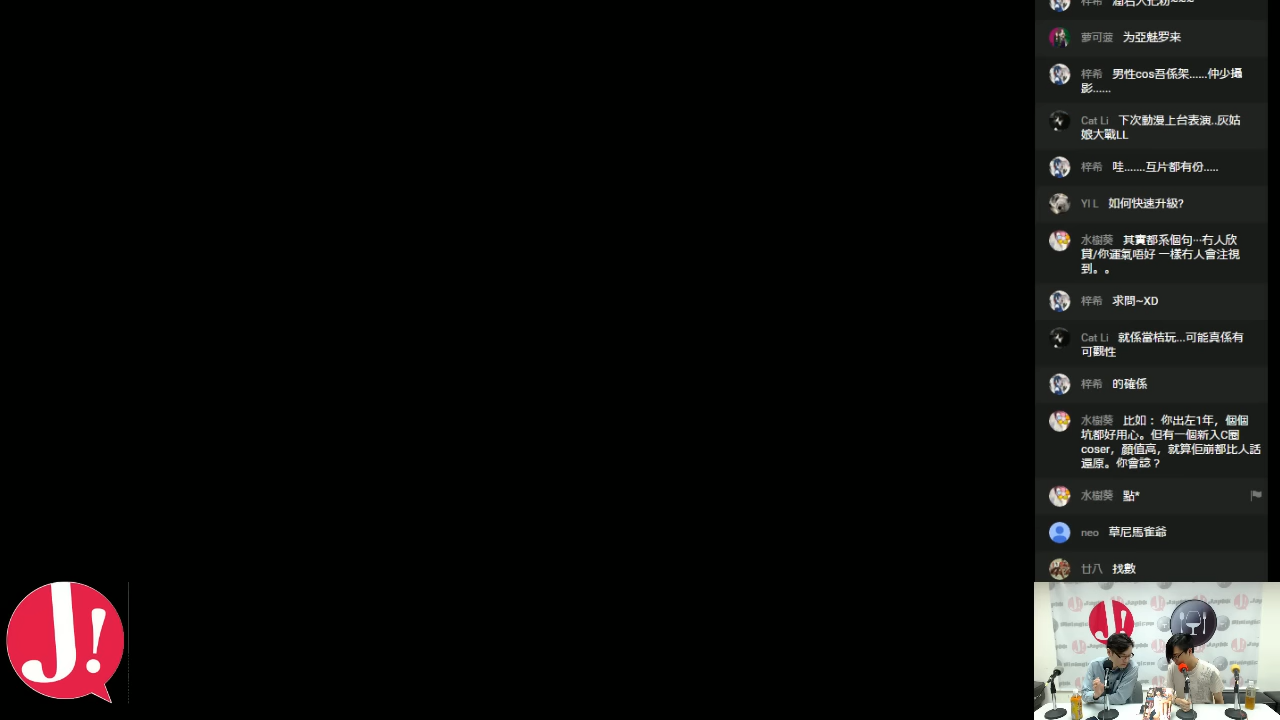 梓希
萝可菠 为亞魅罗来
梓希 男性cos吾係架......仲少攝
影......
Cat Li 下次動漫上台表演..灰姑
娘大戰LL
梓希 哇.......互片都有份.....
YI L 如何快速升級?
水樹葵 其實都系個句···冇人欣
賞/你運氣唔好 一樣冇人會注視
到。。
梓希 求問~XD
Cat Li 就係當桔玩...可能真係有
可觀性
梓希 的確係
水樹葵 比如： 你出左1年，個個
坑都好用心。但有一個新入C圈
coser，顏值高，就算佢崩都比人話
還原。你會誌？
水樹葵 點*
neo 草尼馬雀爺
廿八 找數
J!
J!